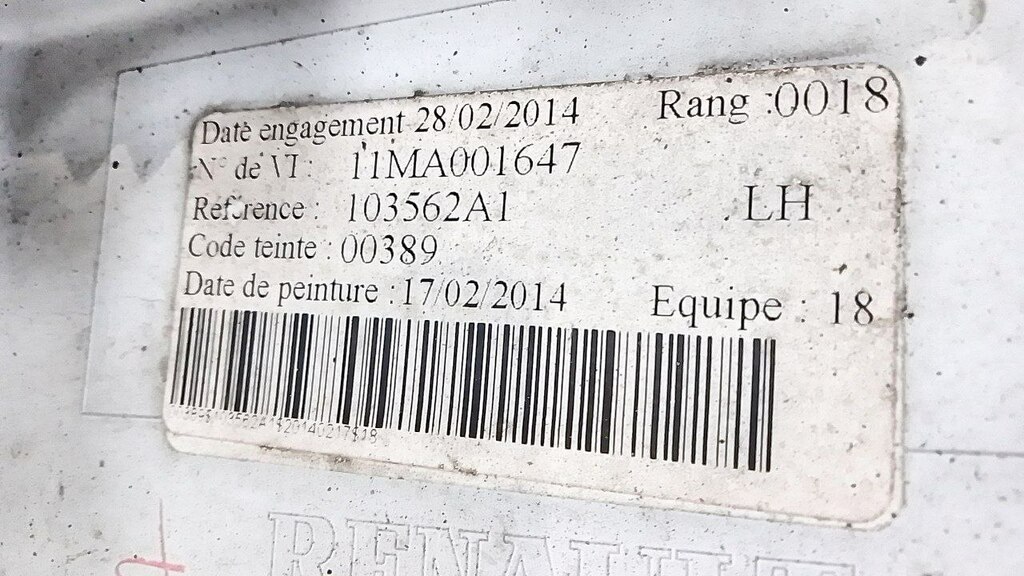 Date engagement 28/02/2014 Rang :0018
N° de VI : 11MA001647
Reference : 103562A1 LH
Code teinte : 00389
Date de peinture : 17/02/2014 Equipe : 18
RENAULT